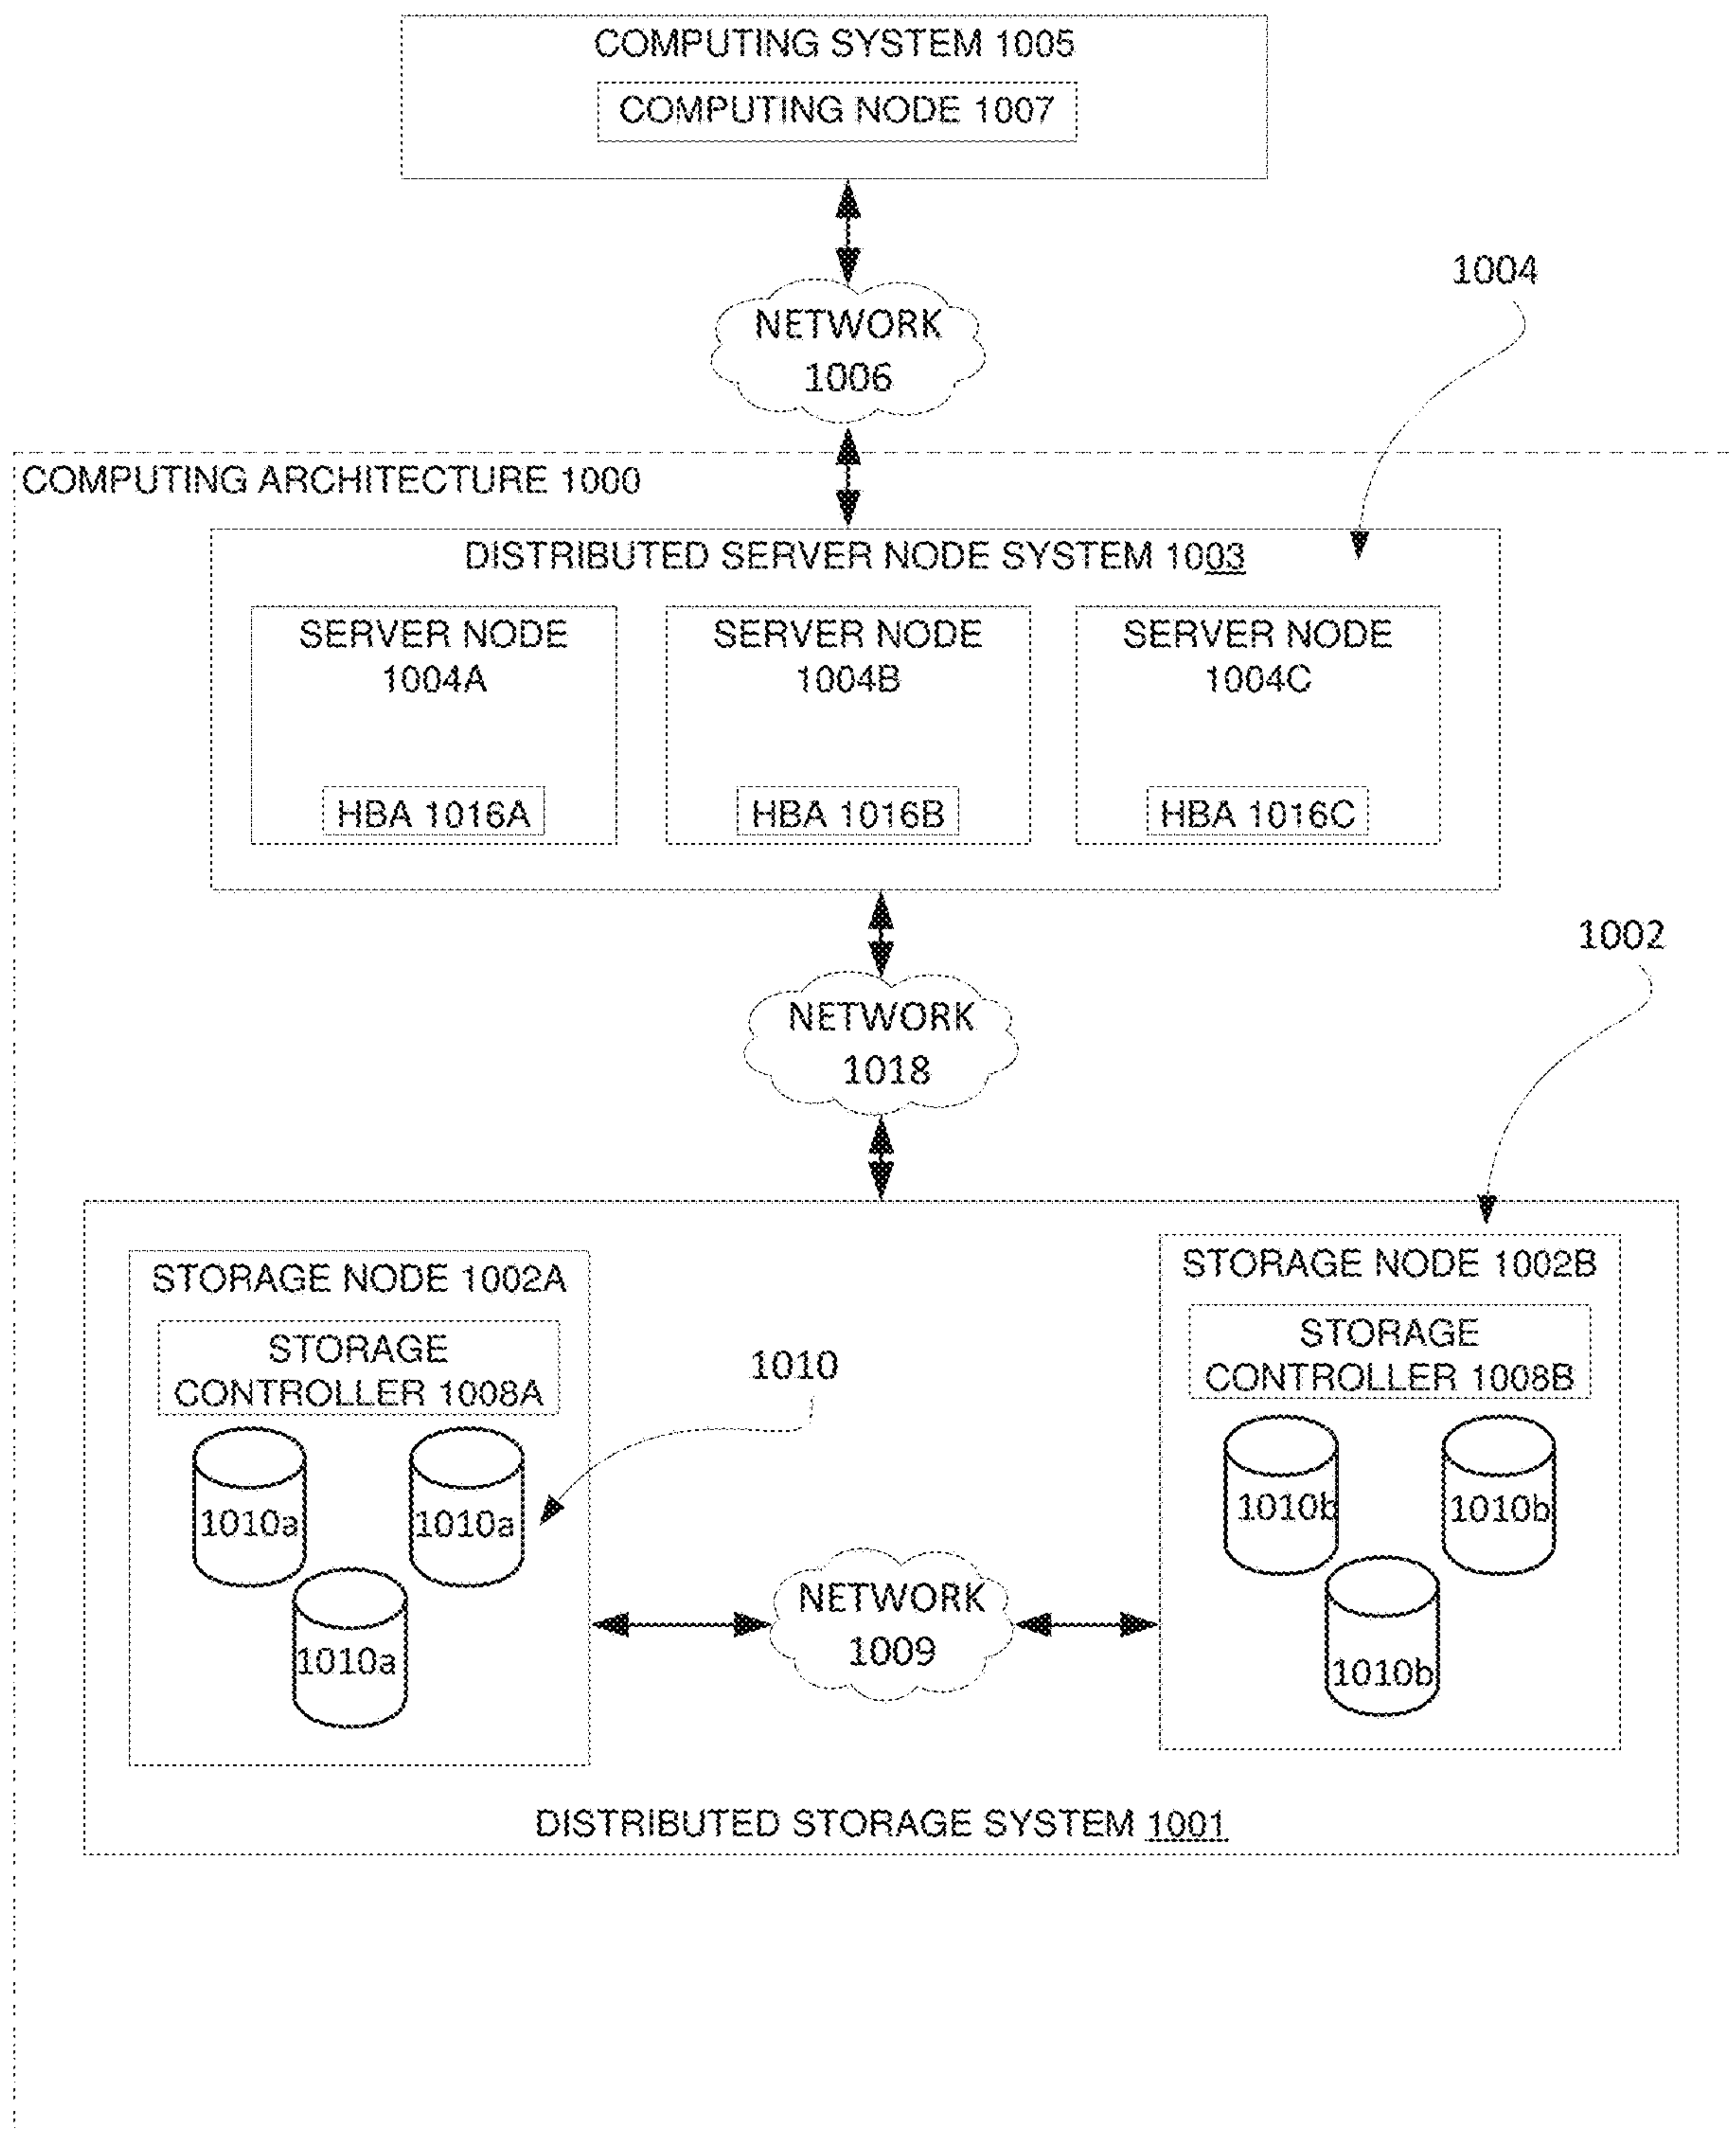 COMPUTING SYSTEM 1005
COMPUTING NODE 1007
1004
NETWORK
1006
COMPUTING ARCHITECTURE 1000
DISTRIBUTED SERVER NODE SYSTEM 1003
SERVER NODE
1004A
HBA 1016A
SERVER NODE
1004B
HBA 1016B
SERVER NODE
1004C
HBA 1016C
1002
NETWORK
1018
STORAGE NODE 1002A
STORAGE
CONTROLLER 1008A
1010a
1010a
1010a
1010
NETWORK
1009
STORAGE NODE 1002B
STORAGE
CONTROLLER 1008B
1010b
1010b
1010b
DISTRIBUTED STORAGE SYSTEM 1001